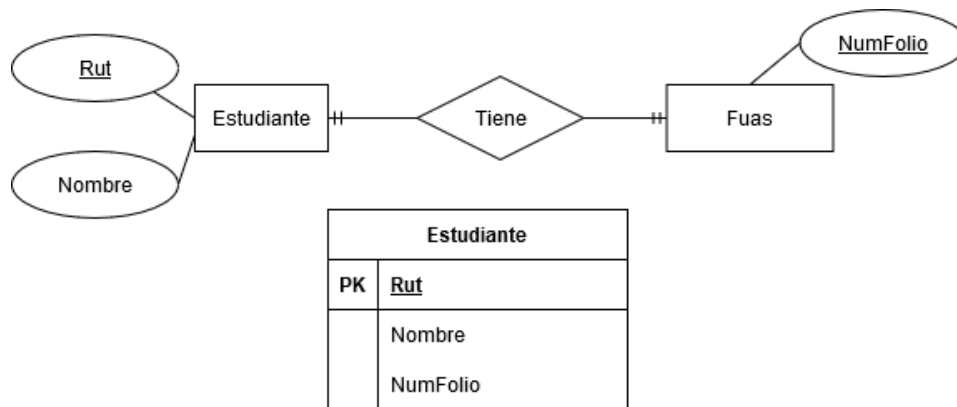 NumFolio
Rut
Estudiante
Tiene
Fuas
Nombre
Estudiante
PK Rut
Nombre
NumFolio